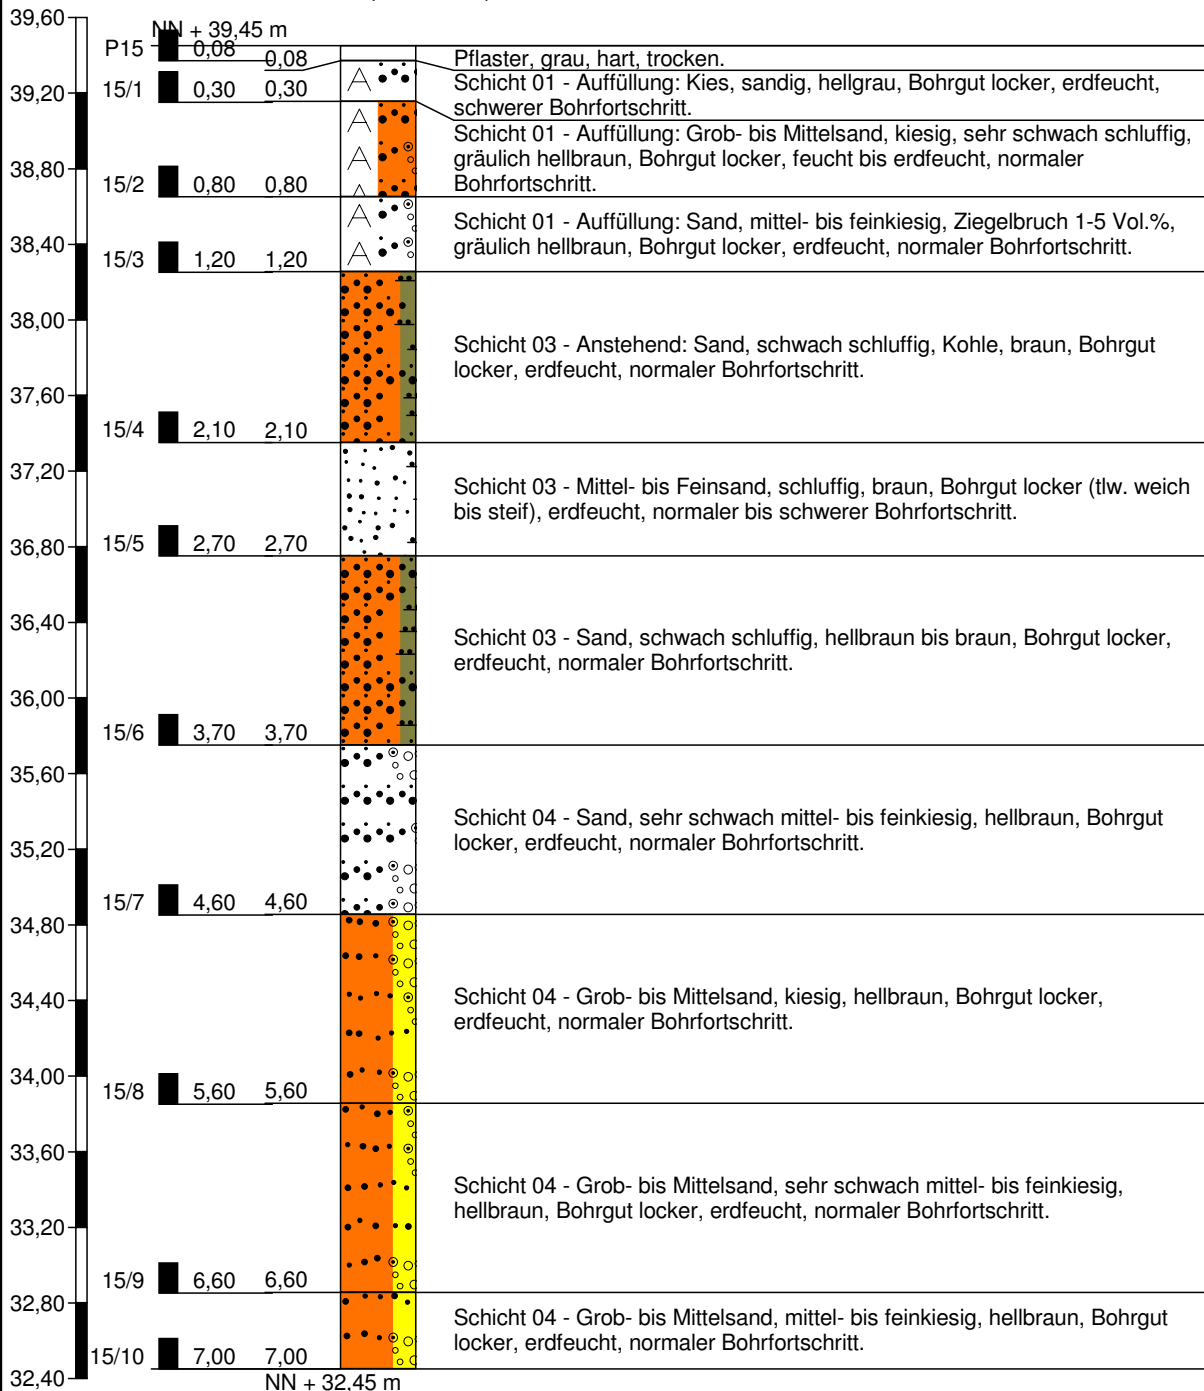 39,60
NN + 39,45 m
P15 0,08 0,08
Pflaster, grau, hart, trocken.
39,20
15/1 0,30 0,30
Schicht 01 - Auffüllung: Kies, sandig, hellgrau, Bohrgut locker, erdfeucht,
schwerer Bohrfortschritt.
A
A
Schicht 01 - Auffüllung: Grob- bis Mittelsand, kiesig, sehr schwach schluffig,
gräulich hellbraun, Bohrgut locker, feucht bis erdfeucht, normaler
Bohrfortschritt.
A
A
38,80
15/2 0,80 0,80
Schicht 01 - Auffüllung: Sand, mittel- bis feinkiesig, Ziegelbruch 1-5 Vol.%,
gräulich hellbraun, Bohrgut locker, erdfeucht, normaler Bohrfortschritt.
A
A
38,40
15/3 1,20 1,20
38,00
Schicht 03 - Anstehend: Sand, schwach schluffig, Kohle, braun, Bohrgut
locker, erdfeucht, normaler Bohrfortschritt.
37,60
15/4 2,10 2,10
37,20
Schicht 03 - Mittel- bis Feinsand, schluffig, braun, Bohrgut locker (tlw. weich
bis steif), erdfeucht, normaler bis schwerer Bohrfortschritt.
15/5 2,70 2,70
36,80
36,40
Schicht 03 - Sand, schwach schluffig, hellbraun bis braun, Bohrgut locker,
erdfeucht, normaler Bohrfortschritt.
36,00
15/6 3,70 3,70
35,60
Schicht 04 - Sand, sehr schwach mittel- bis feinkiesig, hellbraun, Bohrgut
locker, erdfeucht, normaler Bohrfortschritt.
35,20
15/7 4,60 4,60
34,80
34,40
Schicht 04 - Grob- bis Mittelsand, kiesig, hellbraun, Bohrgut locker,
erdfeucht, normaler Bohrfortschritt.
34,00
15/8 5,60 5,60
33,60
Schicht 04 - Grob- bis Mittelsand, sehr schwach mittel- bis feinkiesig,
hellbraun, Bohrgut locker, erdfeucht, normaler Bohrfortschritt.
33,20
15/9 6,60 6,60
32,80
Schicht 04 - Grob- bis Mittelsand, mittel- bis feinkiesig, hellbraun, Bohrgut
locker, erdfeucht, normaler Bohrfortschritt.
15/10 7,00 7,00
32,40
NN + 32,45 m